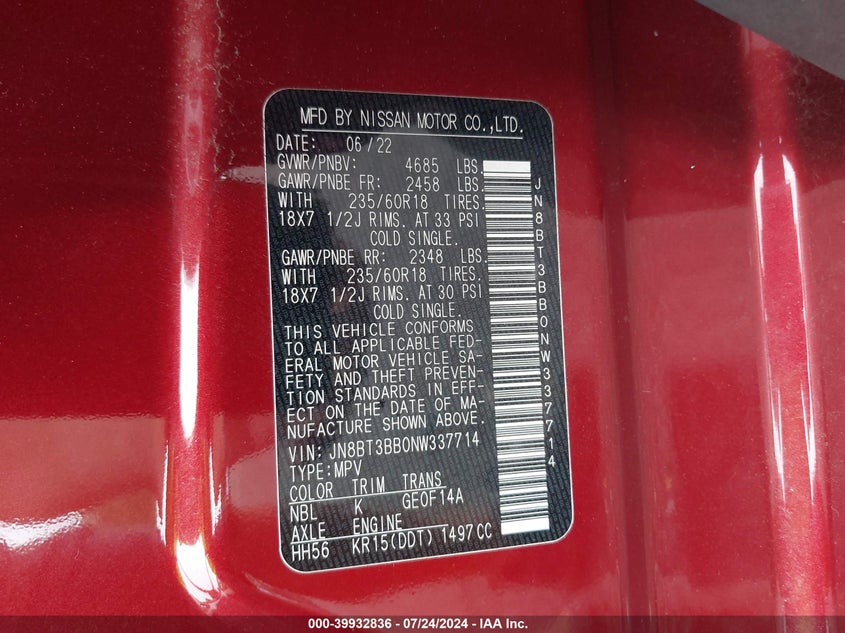 MFD BY NISSAN MOTOR CO.,LTD.
DATE: 06/22
GVWR/PNBV: 4685 LBS.
GAWR/PNBE FR: 2458 LBS.
WITH 235/60R18 TIRES.
18X7 1/2J RIMS. AT 33 PSI
COLD SINGLE.
GAWR/PNBE RR: 2348 LBS.
WITH 235/60R18 TIRES.
18X7 1/2J RIMS. AT 30 PSI
COLD SINGLE.
THIS VEHICLE CONFORMS
TO ALL APPLICABLE FED-
ERAL MOTOR VEHICLE SA-
FETY AND THEFT PREVEN-
TION STANDARDS IN EFF-
ECT ON THE DATE OF MA-
NUFACTURE SHOWN ABOVE.
VIN: JN8BT3BB0NW337714
TYPE:MPV
COLOR TRIM TRANS
NBL K GE0F14A
AXLE ENGINE
HH56 KR15(DDT) 1497CC
JN8BT3BB0NW337714
000-39932836 - 07/24/2024 - IAA Inc.